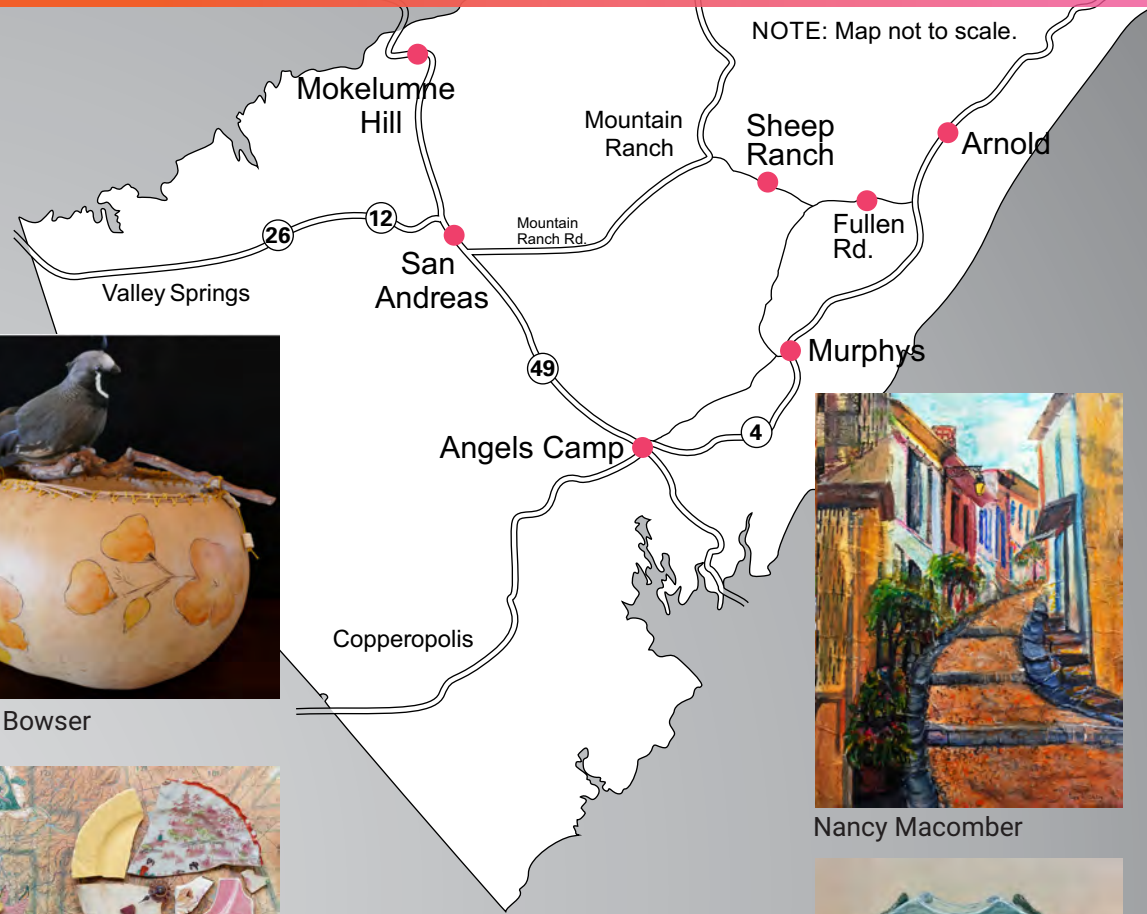 NOTE: Map not to scale.
Mokelumne
Hill
Mountain
Ranch
Sheep
Ranch
Arnold
12
26
Mountain
Ranch Rd.
Fullen
Rd.
San
Andreas
Valley Springs
49
Murphys
4
Angels Camp
Copperopolis
Bowser
Nancy Macomber